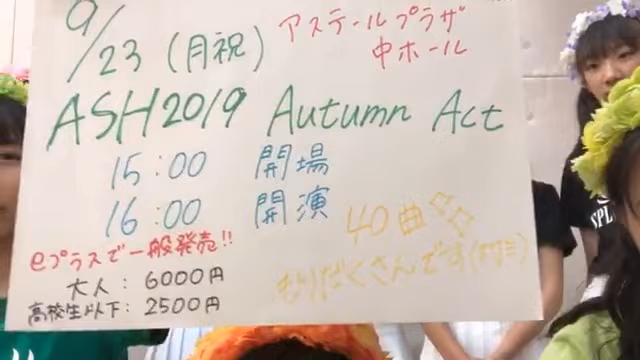 9/23(月祝)
アステールプラザ
中ホール
ASH2019 Autumn Act
15:00 開場
16:00 開演
40曲
もりだくさんです
eプラスで一般発売!!
大人: 6000円
高校生以下: 2500円
SPL